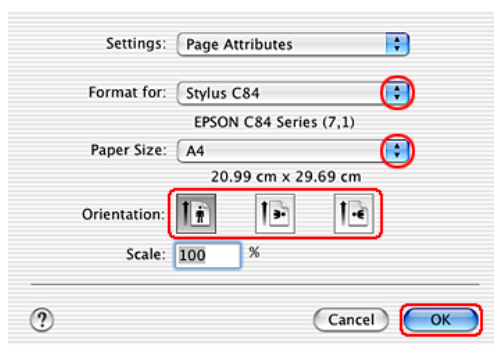 Settings: Page Attributes
Format for: Stylus C84
EPSON C84 Series (7,1)
Paper Size: A4
20.99 cm x 29.69 cm
Orientation:
Scale: 100 %
? Cancel OK